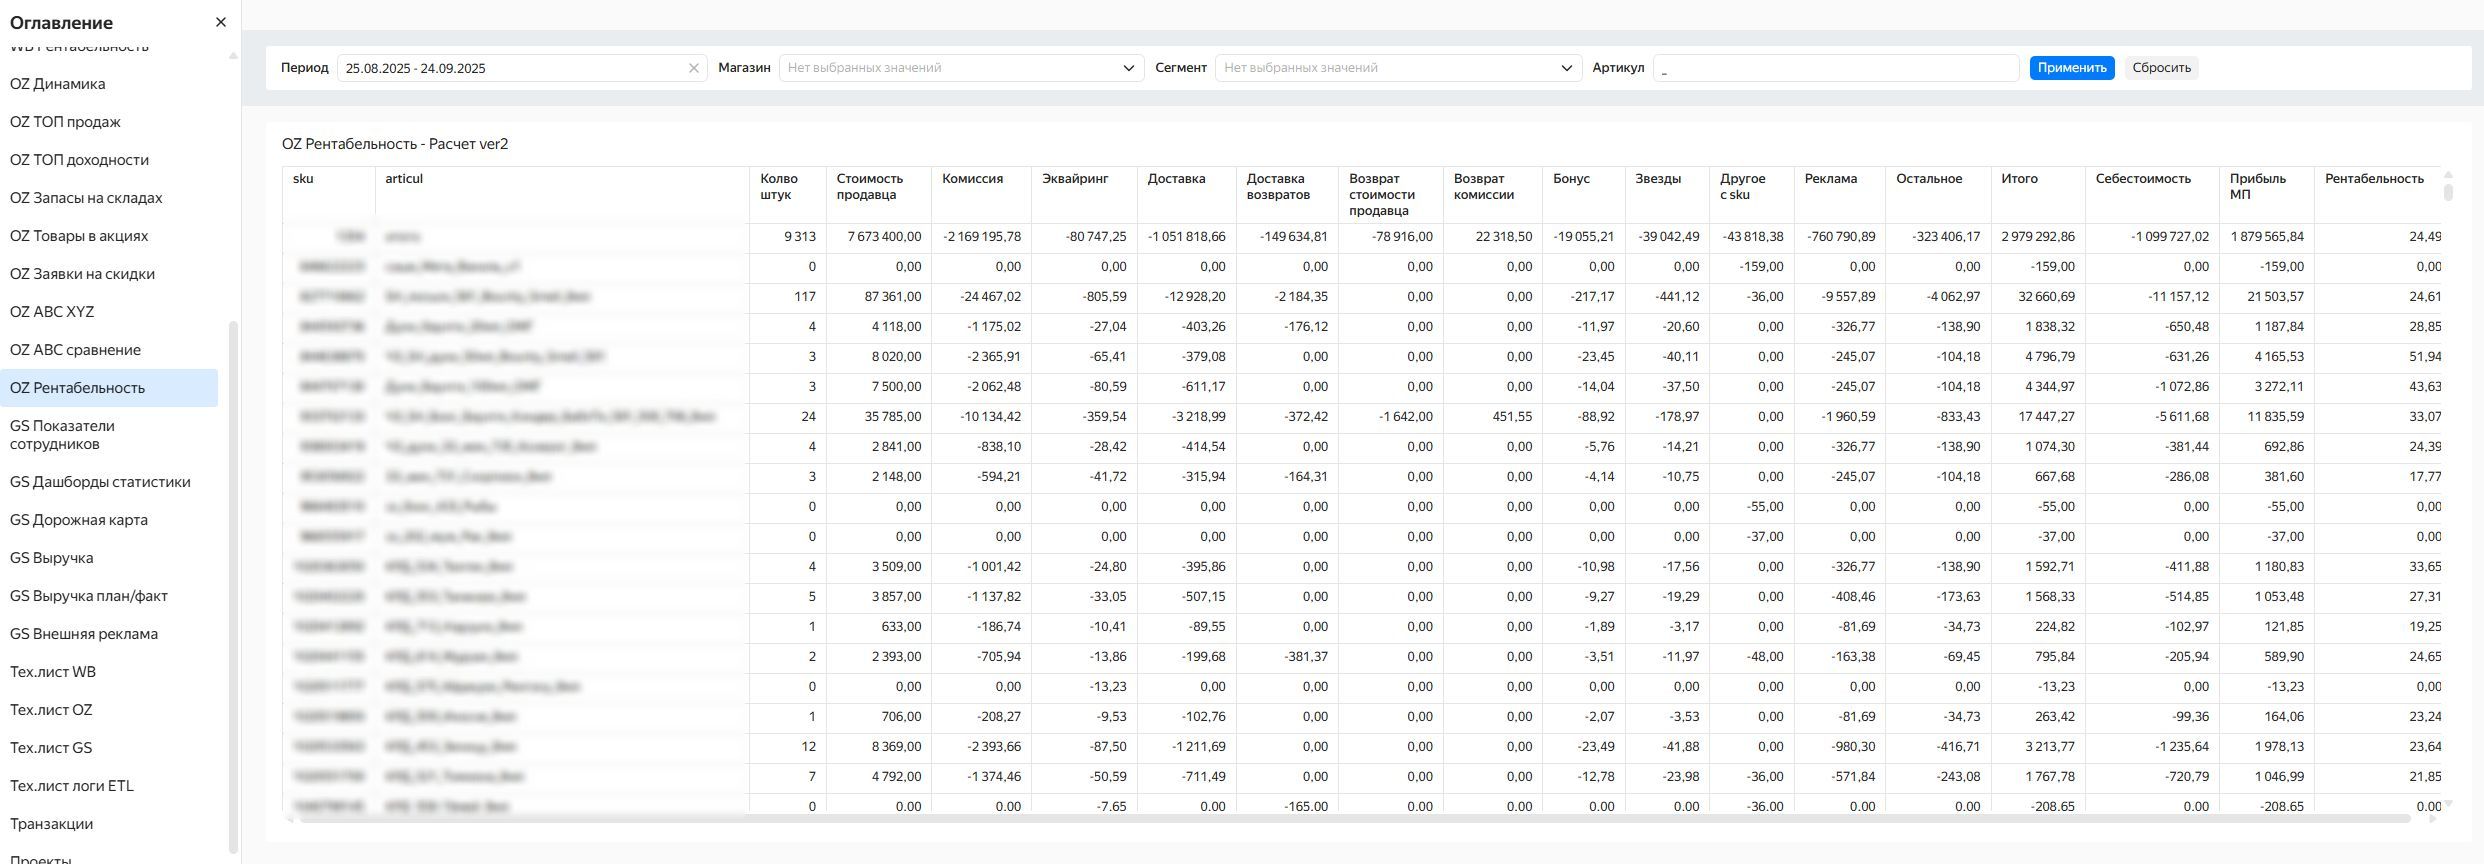 Оглавление
WB Рентабельность
OZ Динамика
OZ ТОП продаж
OZ ТОП доходности
OZ Запасы на складах
OZ Товары в акциях
OZ Заявки на скидки
OZ ABC XYZ
OZ ABC сравнение
OZ Рентабельность
GS Показатели
сотрудников
GS Дашборды статистики
GS Дорожная карта
GS Выручка
GS Выручка план/факт
GS Внешняя реклама
Тех.лист WB
Тех.лист OZ
Тех.лист GS
Тех.лист логи ETL
Транзакции
Проекты
Период 25.08.2025 - 24.09.2025 Магазин Нет выбранных значений Сегмент Нет выбранных значений Артикул _ Применить Сбросить
OZ Рентабельность - Расчет ver2
sku articul Колво штук Стоимость продавца Комиссия Эквайринг Доставка Доставка возвратов Возврат стоимости продавца Возврат комиссии Бонус Звезды Другое с sku Реклама Остальное Итого Себестоимость Прибыль МП Рентабельность
9 313 7 673 400,00 -2 169 195,78 -80 747,25 -1 051 818,66 -149 634,81 -78 916,00 22 318,50 -19 055,21 -39 042,49 -43 818,38 -760 790,89 -323 406,17 2 979 292,86 -1 099 727,02 1 879 565,84 24,49
0 0,00 0,00 0,00 0,00 0,00 0,00 0,00 0,00 0,00 -159,00 0,00 0,00 -159,00 0,00 -159,00 0,00
117 87 361,00 -24 467,02 -805,59 -12 928,20 -2 184,35 0,00 0,00 -217,17 -441,12 -36,00 -9 557,89 -4 062,97 32 660,69 -11 157,12 21 503,57 24,61
4 4 118,00 -1 175,02 -27,04 -403,26 -176,12 0,00 0,00 -11,97 -20,60 0,00 -326,77 -138,90 1 838,32 -650,48 1 187,84 28,85
3 8 020,00 -2 365,91 -65,41 -379,08 0,00 0,00 0,00 -23,45 -40,11 0,00 -245,07 -104,18 4 796,79 -631,26 4 165,53 51,94
3 7 500,00 -2 062,48 -80,59 -611,17 0,00 0,00 0,00 -14,04 -37,50 0,00 -245,07 -104,18 4 344,97 -1 072,86 3 272,11 43,63
24 35 785,00 -10 134,42 -359,54 -3 218,99 -372,42 -1 642,00 451,55 -88,92 -178,97 0,00 -1 960,59 -833,43 17 447,27 -5 611,68 11 835,59 33,07
4 2 841,00 -838,10 -28,42 -414,54 0,00 0,00 0,00 -5,76 -14,21 0,00 -326,77 -138,90 1 074,30 -381,44 692,86 24,39
3 2 148,00 -594,21 -41,72 -315,94 -164,31 0,00 0,00 -4,14 -10,75 0,00 -245,07 -104,18 667,68 -286,08 381,60 17,77
0 0,00 0,00 0,00 0,00 0,00 0,00 0,00 0,00 0,00 -55,00 0,00 0,00 -55,00 0,00 -55,00 0,00
0 0,00 0,00 0,00 0,00 0,00 0,00 0,00 0,00 0,00 -37,00 0,00 0,00 -37,00 0,00 -37,00 0,00
4 3 509,00 -1 001,42 -24,80 -395,86 0,00 0,00 0,00 -10,98 -17,56 0,00 -326,77 -138,90 1 592,71 -411,88 1 180,83 33,65
5 3 857,00 -1 137,82 -33,05 -507,15 0,00 0,00 0,00 -9,27 -19,29 0,00 -408,46 -173,63 1 568,33 -514,85 1 053,48 27,31
1 633,00 -186,74 -10,41 -89,55 0,00 0,00 0,00 -1,89 -3,17 0,00 -81,69 -34,73 224,82 -102,97 121,85 19,25
2 2 393,00 -705,94 -13,86 -199,68 -381,37 0,00 0,00 -3,51 -11,97 -48,00 -163,38 -69,45 795,84 -205,94 589,90 24,65
0 0,00 0,00 -13,23 0,00 0,00 0,00 0,00 0,00 0,00 0,00 0,00 0,00 -13,23 0,00 -13,23 0,00
1 706,00 -208,27 -9,53 -102,76 0,00 0,00 0,00 -2,07 -3,53 0,00 -81,69 -34,73 263,42 -99,36 164,06 23,24
12 8 369,00 -2 393,66 -87,50 -1 211,69 0,00 0,00 0,00 -23,49 -41,88 0,00 -980,30 -416,71 3 213,77 -1 235,64 1 978,13 23,64
7 4 792,00 -1 374,46 -50,59 -711,49 0,00 0,00 0,00 -12,78 -23,98 -36,00 -571,84 -243,08 1 767,78 -720,79 1 046,99 21,85
0 0,00 0,00 -7,65 0,00 -165,00 0,00 0,00 0,00 0,00 -36,00 0,00 0,00 -208,65 0,00 -208,65 0,00